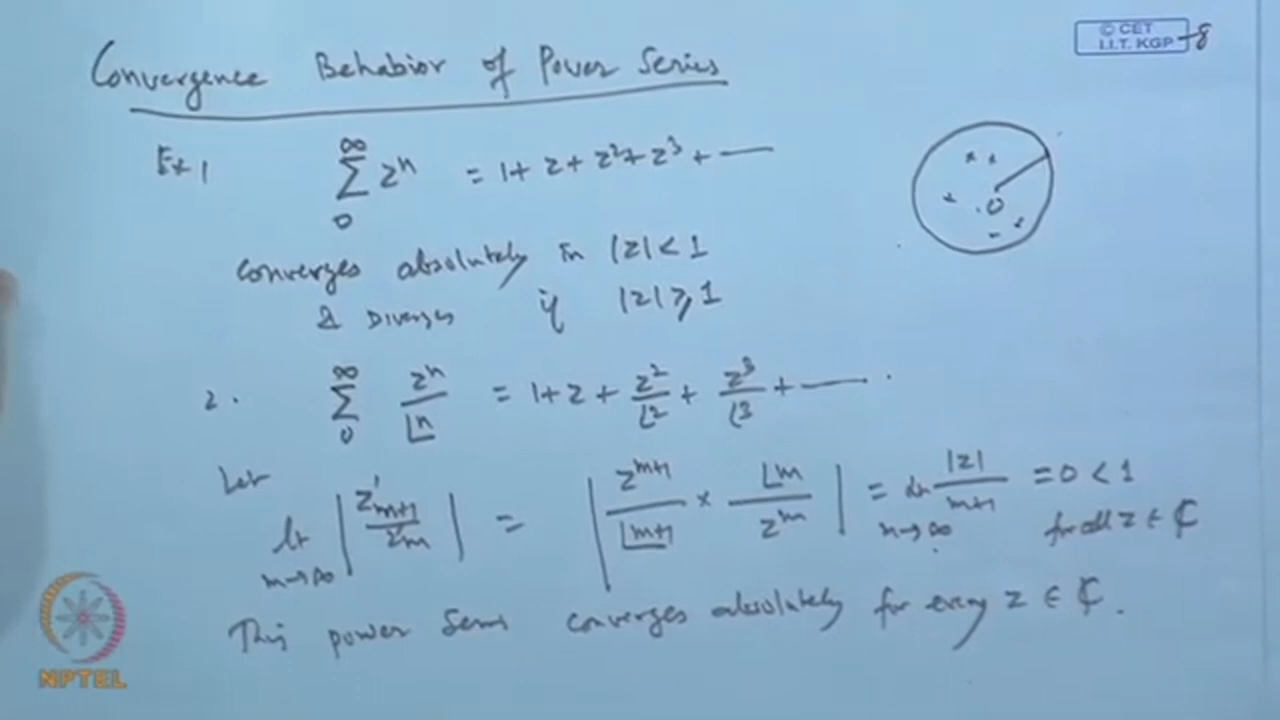 © CET
I.I.T. KGP
8
Convergence Behabior of Power Series
Ex 1 ∞ ∑ 0 zⁿ = 1 + z + z² + z³ + —
O
Converges absolutely in |z| < 1
& Diverges if |z| ≥ 1
2. ∞ ∑ 0 zⁿ/⌊n = 1 + z + z²/⌊2 + z³/⌊3 + — .
Let
lt m→∞ | z'm+1 / z'm | = | zᵐ⁺¹/⌊m+1 × ⌊m/zᵐ | = lt n→∞ |z|/m+1 = 0 < 1
for all z ∈ ₵
This power Series converges absolutely for every z ∈ ₵.
NPTEL